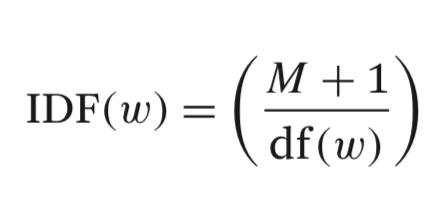 IDF(w) = ( (M + 1) / df(w) )